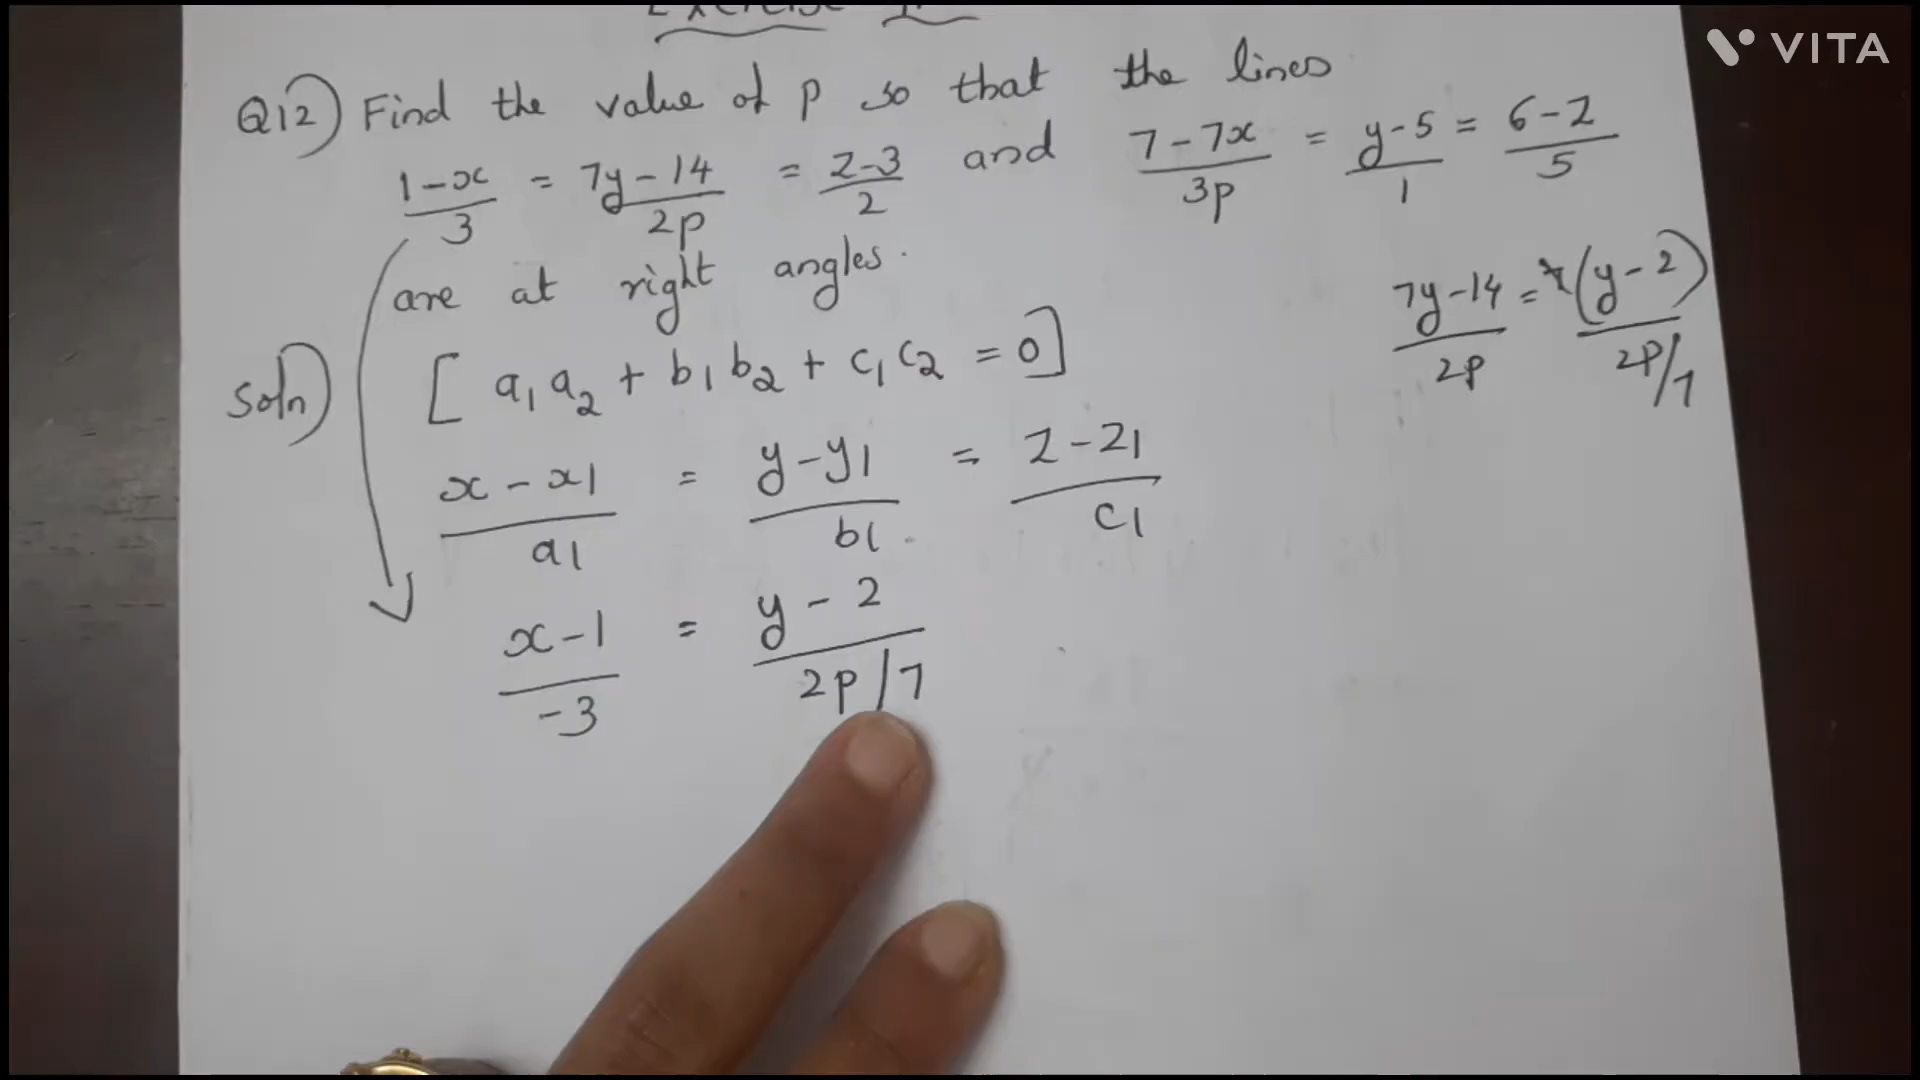 VITA
Q12) Find the value of p so that the lines
1-x/3 = 7y-14/2p = z-3/2 and 7-7x/3p = y-5/1 = 6-z/5
are at right angles.
7y-14/2p = 7(y-2)/2p/7
Soln) [a₁a₂ + b₁b₂ + c₁c₂ = 0]
x-x₁/a₁ = y-y₁/b₁ = z-z₁/c₁
x-1/-3 = y-2/2p/7